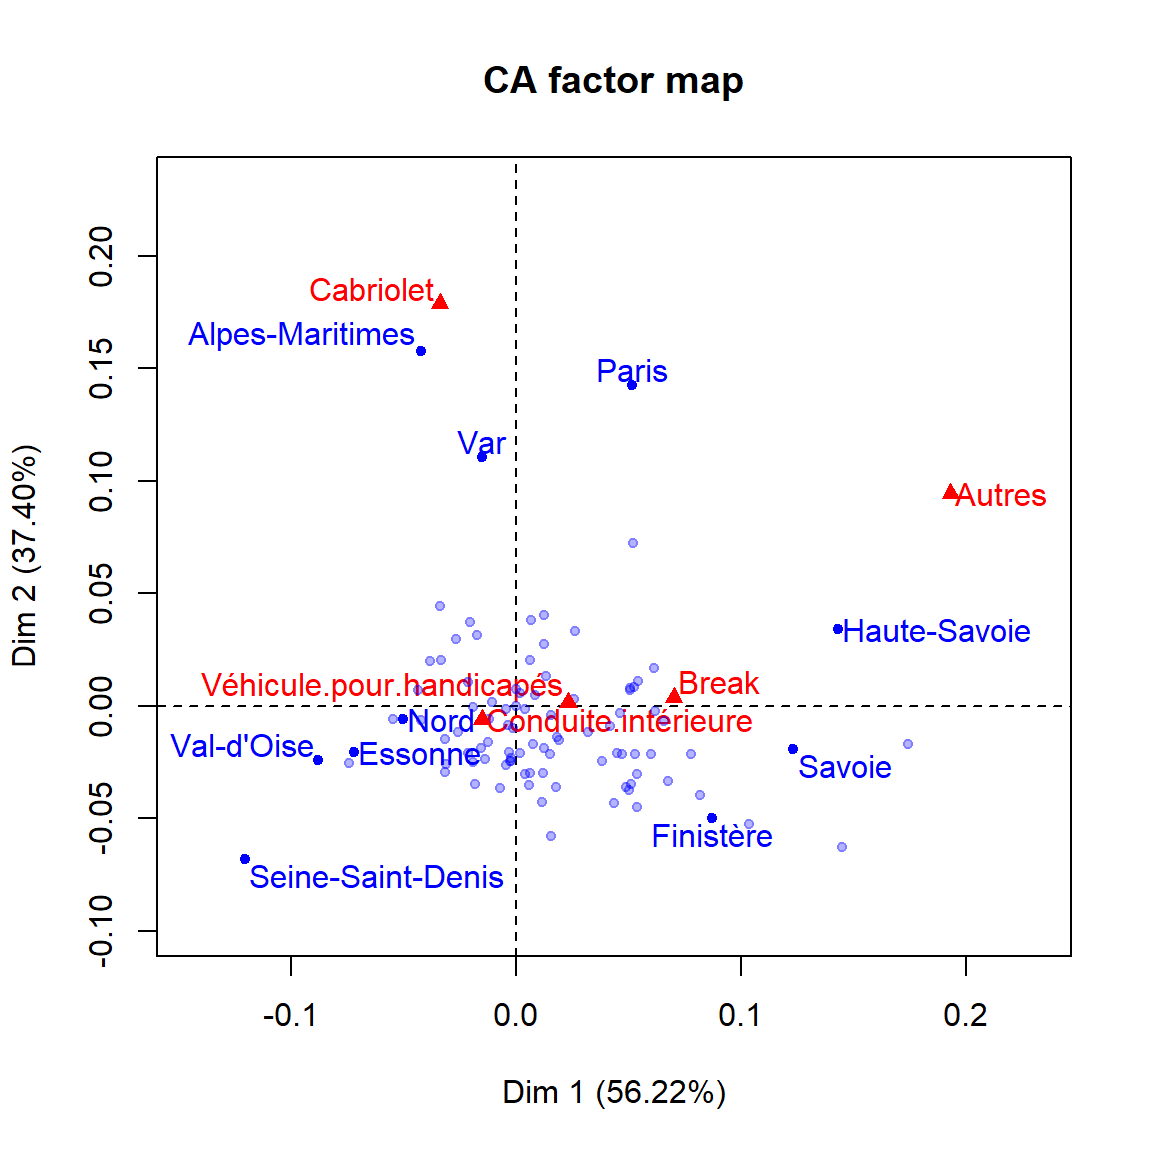 CA factor map
Cabriolet
Alpes-Maritimes
Paris
Var
Autres
Haute-Savoie
Véhicule.pour.handicapés
Break
Nord
Conduite.intérieure
Val-d'Oise
Essonne
Savoie
Finistère
Seine-Saint-Denis
0.20
0.15
0.10
0.05
0.00
-0.05
-0.10
Dim 2 (37.40%)
-0.1
0.0
0.1
0.2
Dim 1 (56.22%)